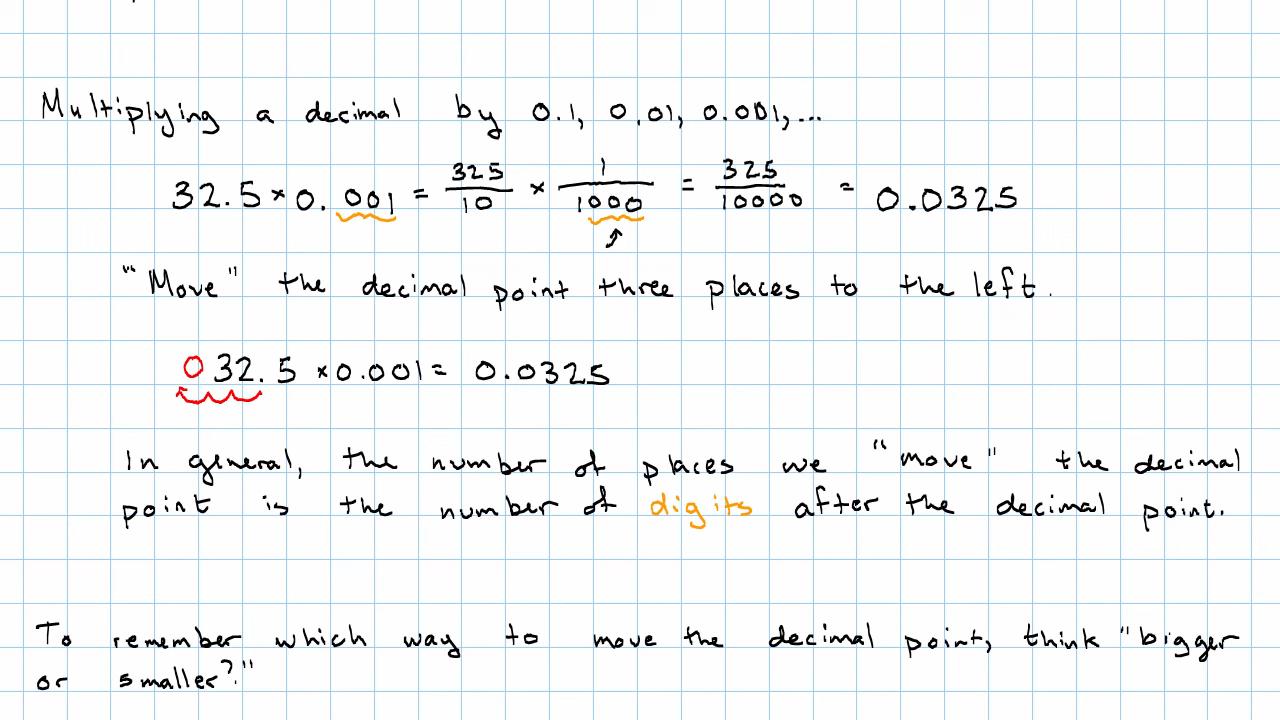 Multiplying a decimal by 0.1, 0.01, 0.001, ...
32.5 × 0.001 = 325/10 × 1/1000 = 325/10000 = 0.0325
"Move" the decimal point three places to the left.
032.5 × 0.001 = 0.0325
In general, the number of places we "move" the decimal
point is the number of digits after the decimal point.
To remember which way to move the decimal point, think "bigger
or smaller?"